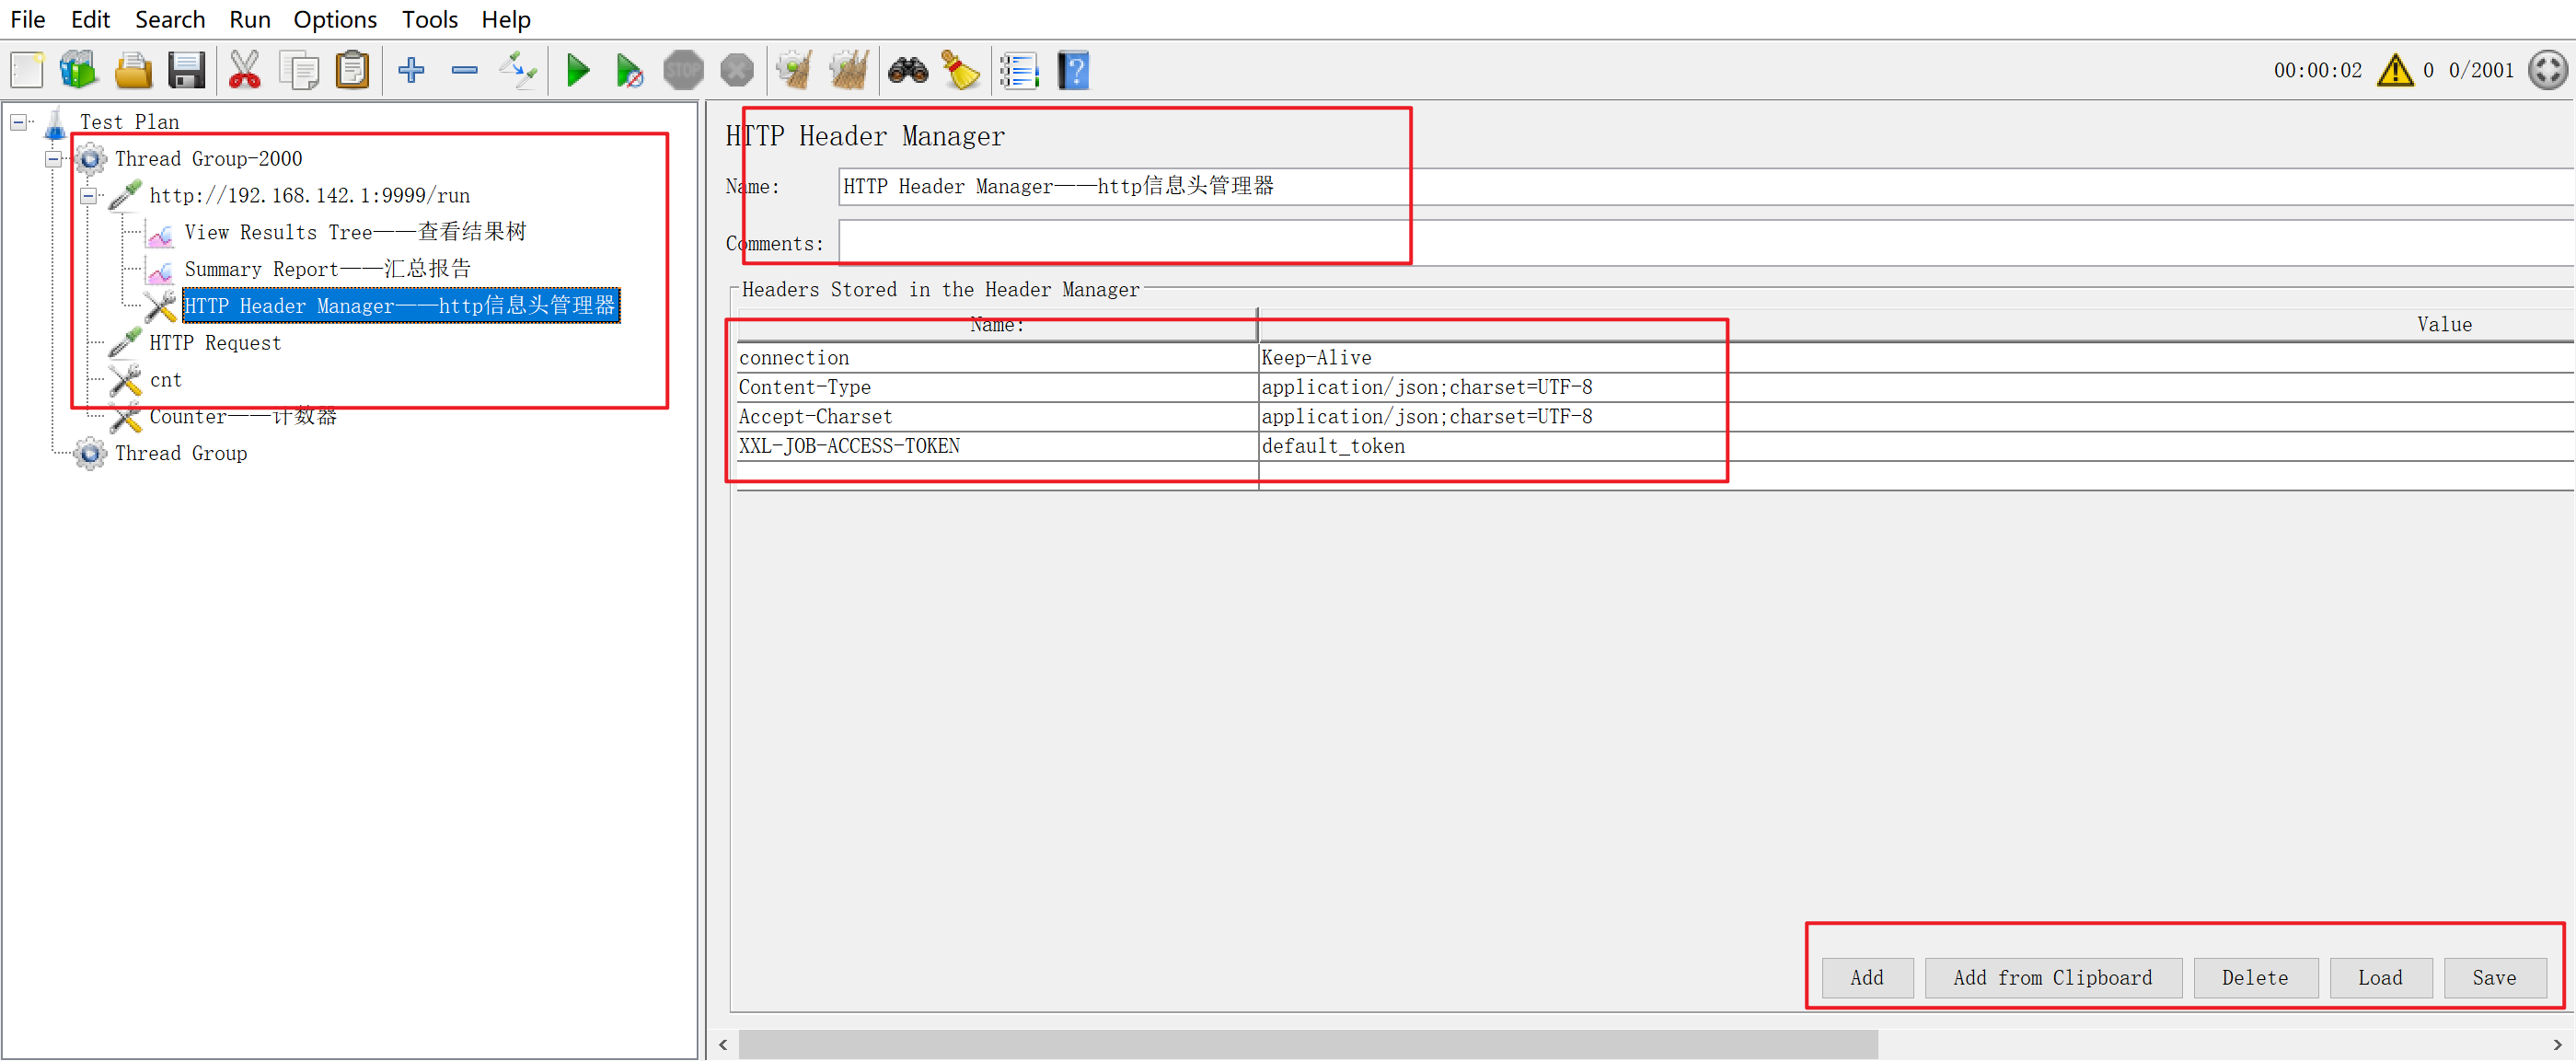 File Edit Search Run Options Tools Help
STOP
00:00:02 0 0/2001
Test Plan
Thread Group-2000
http://192.168.142.1:9999/run
View Results Tree——查看结果树
Summary Report——汇总报告
HTTP Header Manager——http信息头管理器
HTTP Request
cnt
Counter——计数器
Thread Group
HTTP Header Manager
Name: HTTP Header Manager——http信息头管理器
Comments:
Headers Stored in the Header Manager
Name: Value
connection Keep-Alive
Content-Type application/json;charset=UTF-8
Accept-Charset application/json;charset=UTF-8
XXL-JOB-ACCESS-TOKEN default_token
Add Add from Clipboard Delete Load Save